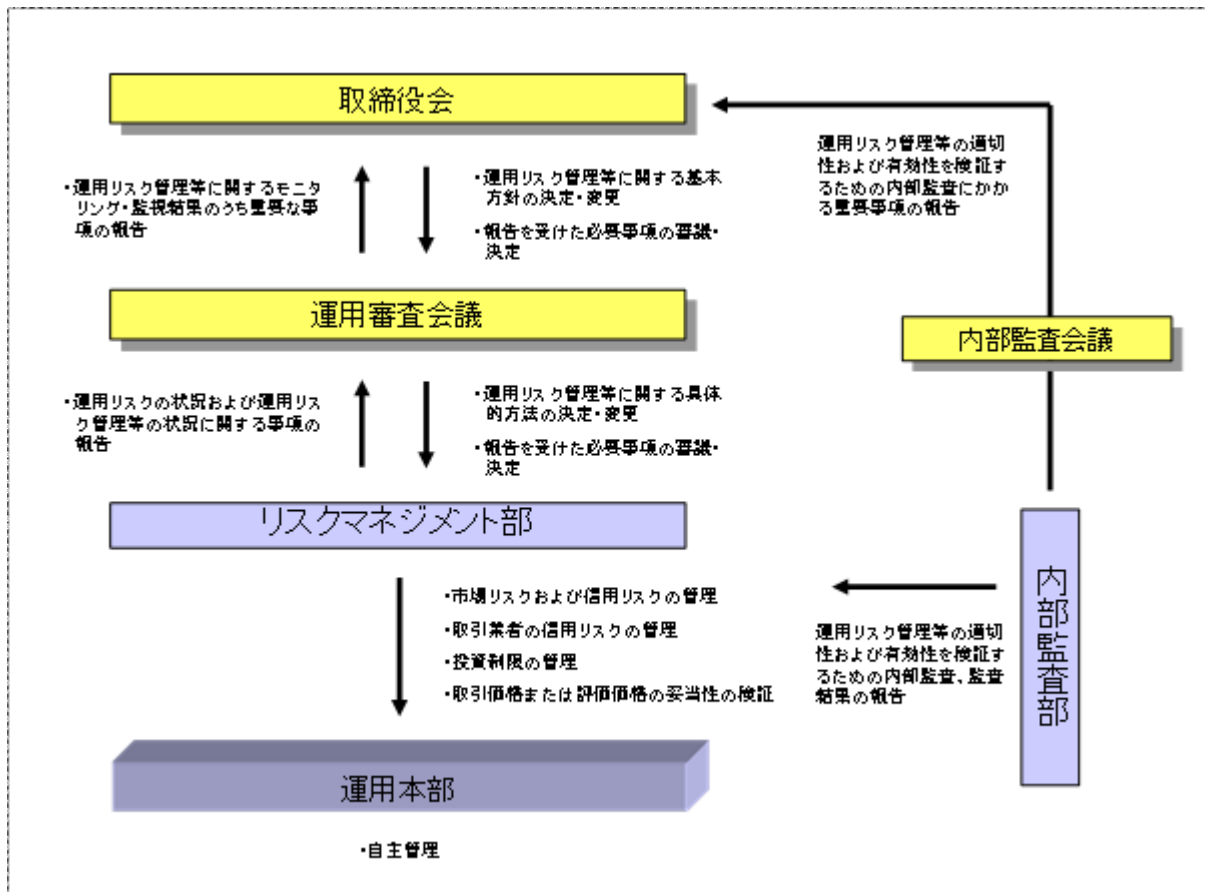 取締役会
・運用リスク管理等に関するモニ
タリング・監視結果のうち重要な事
項の報告
・運用リスク管理等に関する基本
方針の決定・変更
・報告を受けた必要事項の審議・
決定
運用リスク管理等の適切
性および有効性を検証す
るための内部監査にかか
る重要事項の報告
運用審査会議
内部監査会議
・運用リスクの状況および運用リス
ク管理等の状況に関する事項の
報告
・運用リスク管理等に関する具体
的方法の決定・変更
・報告を受けた必要事項の審議・
決定
リスクマネジメント部
内部監査部
・市場リスクおよび信用リスクの管理
・取引業者の信用リスクの管理
・投資制限の管理
・取引価格または評価価格の妥当性の検証
運用リスク管理等の適切
性および有効性を検証す
るための内部監査、監査
結果の報告
運用本部
・自主管理